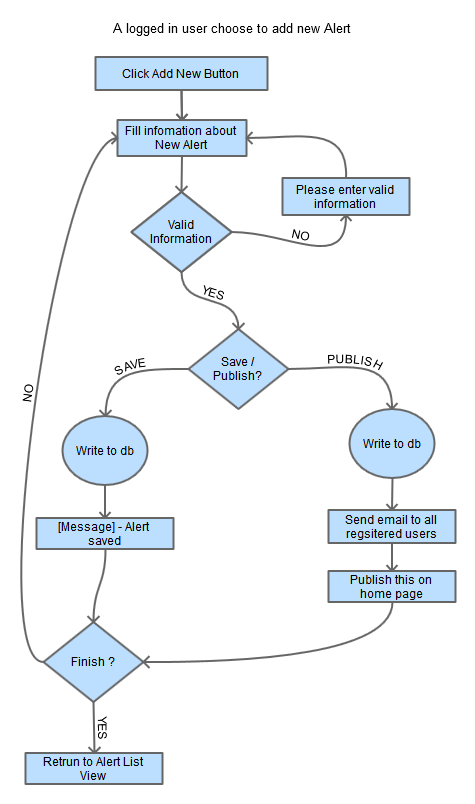 A logged in user choose to add new Alert
Click Add New Button
Fill infomation about
New Alert
Please enter valid
information
Valid
Information
NO
YES
Save /
Publish?
SAVE
PUBLISH
NO
Write to db
Write to db
[Message] - Alert
saved
Send email to all
regsitered users
Publish this on
home page
Finish ?
YES
Retrun to Alert List
View